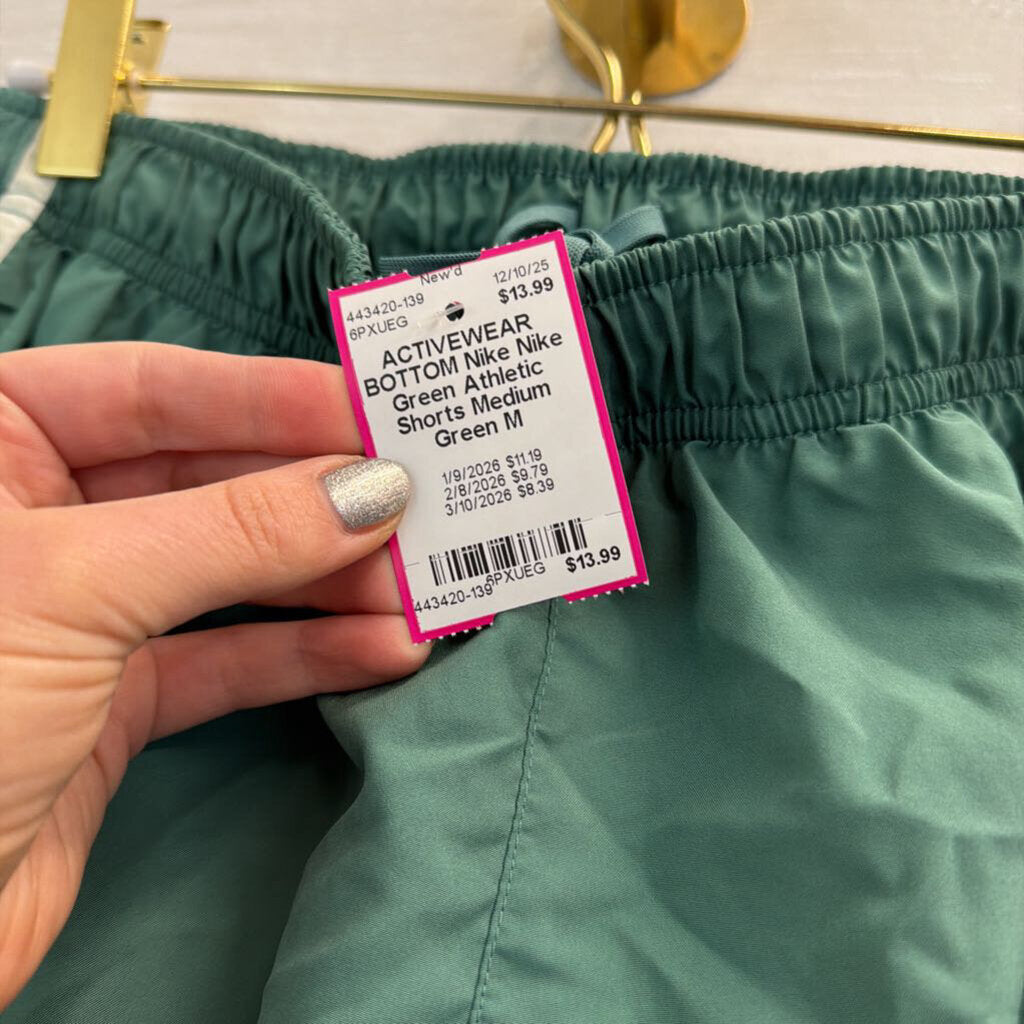 New'd
443420-139 12/10/25
6PXUEG $13.99
ACTIVEWEAR
BOTTOM Nike Nike
Green Athletic
Shorts Medium
Green M
1/9/2026 $11.19
2/8/2026 $9.79
3/10/2026 $8.39
443420-139 6PXUEG $13.99